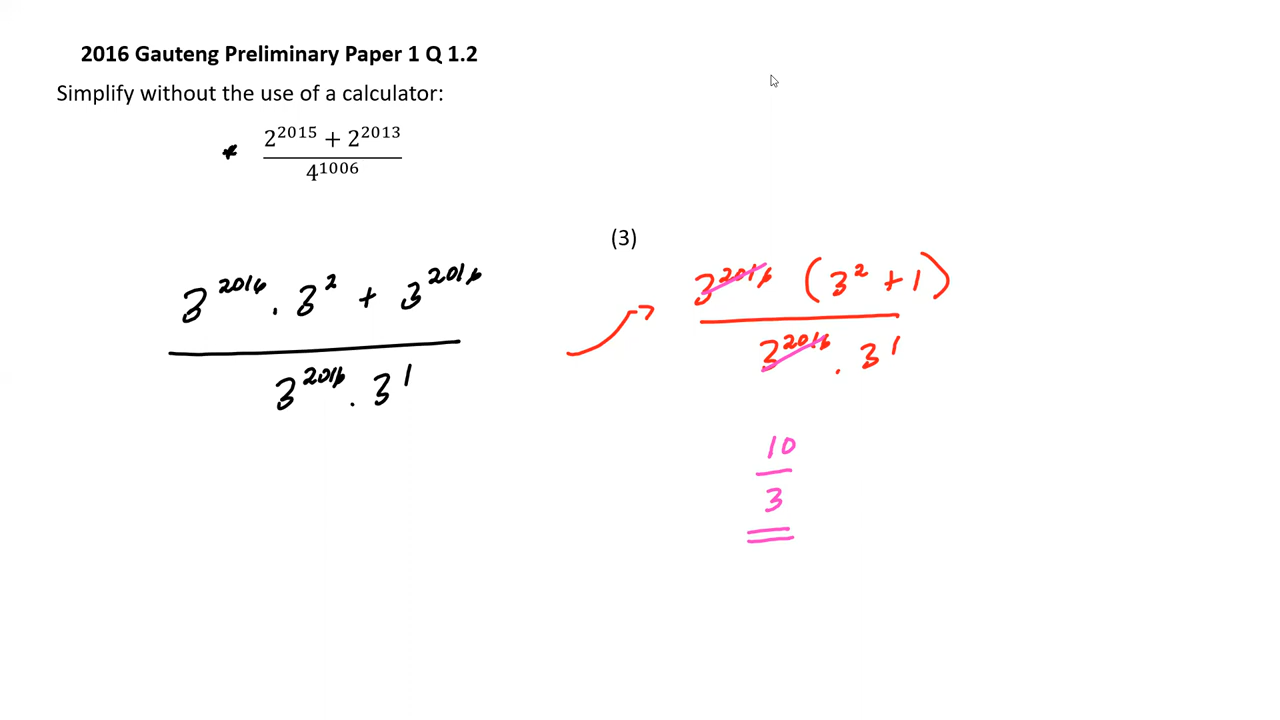 2016 Gauteng Preliminary Paper 1 Q 1.2
Simplify without the use of a calculator:
* (2^2015 + 2^2013) / 4^1006
(3)
(3^2016 . 3^2 + 3^2016) / (3^2016 . 3^1)
→ 3^2016 (3^2 + 1) / (3^2016 . 3^1)
10/3